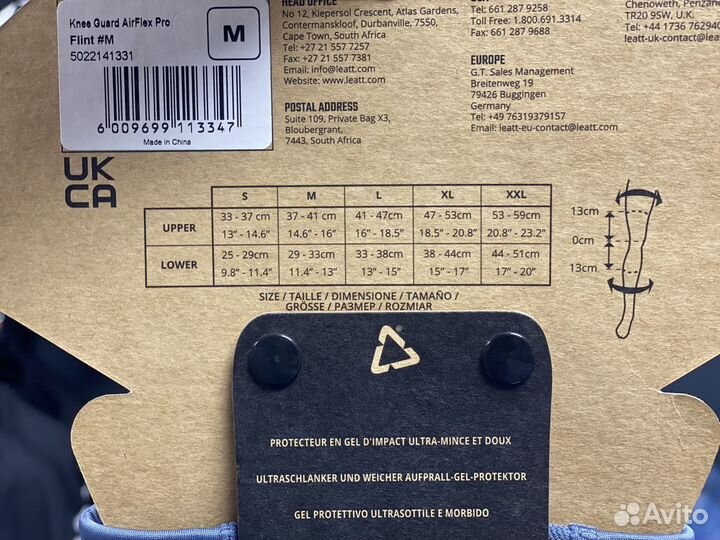 Knee Guard AirFlex Pro
Flint #M
5022141331
M
6 009699 113347
Made in China
HEAD OFFICE
No 12, Kiepersol Crescent, Atlas Gardens,
Contermanskloof, Durbanville, 7550,
Cape Town, South Africa
Tel: +27 21 557 7257
Fax: +27 21 557 7381
Email: info@leatt.com
Website: www.leatt.com
POSTAL ADDRESS
Suite 109, Private Bag X3,
Bloubergrant,
7443, South Africa
Tel: 661 287 9258
Toll Free: 1.800.691.3314
Fax: 661 287 9688
EUROPE
G.T. Sales Management
Breitenweg 19
79426 Buggingen
Germany
Tel: +49 76319379157
Email: leatt-eu-contact@leatt.com
Chenoweth, Penzance
TR20 9SW, U.K.
Tel: +44 1736 762940
leatt-uk-contact@leatt.com
UK
CA
S M L XL XXL
UPPER 33 - 37 cm 37 - 41 cm 41 - 47cm 47 - 53cm 53 - 59cm
13" - 14.6" 14.6" - 16" 16" - 18.5" 18.5" - 20.8" 20.8" - 23.2"
LOWER 25 - 29cm 29 - 33cm 33 - 38cm 38 - 44cm 44 - 51cm
9.8" - 11.4" 11.4" - 13" 13" - 15" 15" - 17" 17" - 20"
13cm
0cm
13cm
SIZE / TAILLE / DIMENSIONE / TAMAÑO /
GRÖSSE / РАЗМЕР / ROZMIAR
PROTECTEUR EN GEL D'IMPACT ULTRA-MINCE ET DOUX
ULTRASCHLANKER UND WEICHER AUFPRALL-GEL-PROTEKTOR
GEL PROTETTIVO ULTRASOTTILE E MORBIDO
Avito